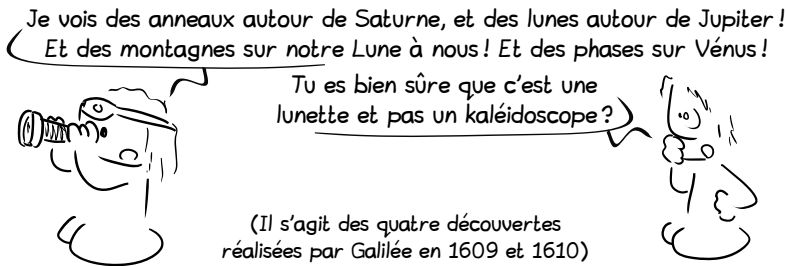 Je vois des anneaux autour de Saturne, et des lunes autour de Jupiter !
Et des montagnes sur notre Lune à nous ! Et des phases sur Vénus !
Tu es bien sûre que c'est une
lunette et pas un kaléidoscope ?
(Il s'agit des quatre découvertes
réalisées par Galilée en 1609 et 1610)